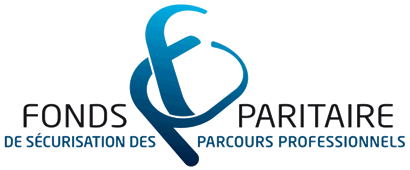 FONDS PARITAIRE
DE SÉCURISATION DES PARCOURS PROFESSIONNELS